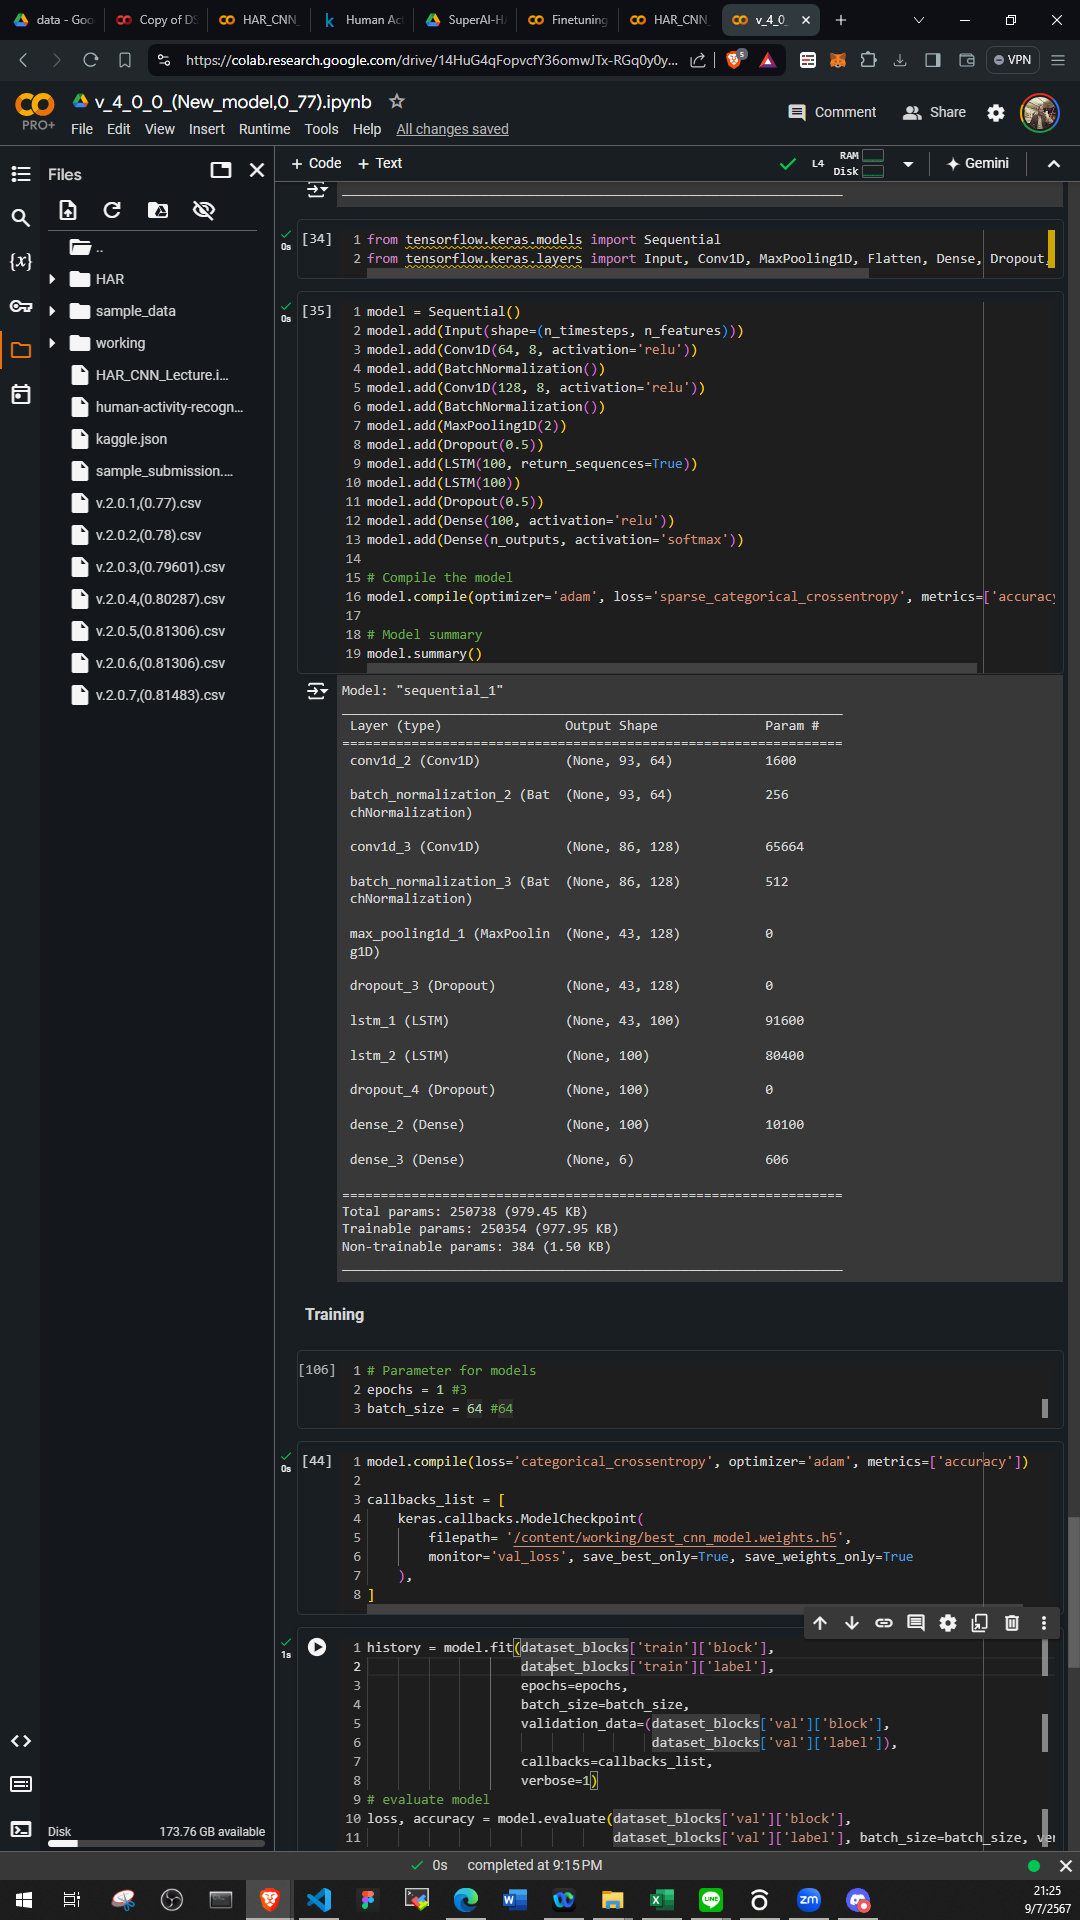 data - Goo
Copy of DS
HAR_CNN_
Human Act
SuperAI-HA
Finetuning
HAR_CNN_
v_4_0_
https://colab.research.google.com/drive/14HuG4qFopvcfY36omwJTx-RGq0y0y...
5
VPN
PRO+
v_4_0_0_(New_model,0_77).ipynb
File Edit View Insert Runtime Tools Help All changes saved
Comment
Share
Files
+ Code + Text
L4
RAM
Disk
Gemini
..
HAR
sample_data
working
HAR_CNN_Lecture.i...
human-activity-recogn...
kaggle.json
sample_submission....
v.2.0.1,(0.77).csv
v.2.0.2,(0.78).csv
v.2.0.3,(0.79601).csv
v.2.0.4,(0.80287).csv
v.2.0.5,(0.81306).csv
v.2.0.6,(0.81306).csv
v.2.0.7,(0.81483).csv
{x}
Disk 173.76 GB available
0s
[34]
1 from tensorflow.keras.models import Sequential
2 from tensorflow.keras.layers import Input, Conv1D, MaxPooling1D, Flatten, Dense, Dropout,
0s
[35]
1 model = Sequential()
2 model.add(Input(shape=(n_timesteps, n_features)))
3 model.add(Conv1D(64, 8, activation='relu'))
4 model.add(BatchNormalization())
5 model.add(Conv1D(128, 8, activation='relu'))
6 model.add(BatchNormalization())
7 model.add(MaxPooling1D(2))
8 model.add(Dropout(0.5))
9 model.add(LSTM(100, return_sequences=True))
10 model.add(LSTM(100))
11 model.add(Dropout(0.5))
12 model.add(Dense(100, activation='relu'))
13 model.add(Dense(n_outputs, activation='softmax'))
14
15 # Compile the model
16 model.compile(optimizer='adam', loss='sparse_categorical_crossentropy', metrics=['accuracy
17
18 # Model summary
19 model.summary()
Model: "sequential_1"
Layer (type) Output Shape Param #
=================================================================
conv1d_2 (Conv1D) (None, 93, 64) 1600
batch_normalization_2 (Bat (None, 93, 64) 256
chNormalization)
conv1d_3 (Conv1D) (None, 86, 128) 65664
batch_normalization_3 (Bat (None, 86, 128) 512
chNormalization)
max_pooling1d_1 (MaxPoolin (None, 43, 128) 0
g1D)
dropout_3 (Dropout) (None, 43, 128) 0
lstm_1 (LSTM) (None, 43, 100) 91600
lstm_2 (LSTM) (None, 100) 80400
dropout_4 (Dropout) (None, 100) 0
dense_2 (Dense) (None, 100) 10100
dense_3 (Dense) (None, 6) 606
=================================================================
Total params: 250738 (979.45 KB)
Trainable params: 250354 (977.95 KB)
Non-trainable params: 384 (1.50 KB)
Training
[106]
1 # Parameter for models
2 epochs = 1 #3
3 batch_size = 64 #64
0s
[44]
1 model.compile(loss='categorical_crossentropy', optimizer='adam', metrics=['accuracy'])
2
3 callbacks_list = [
4 keras.callbacks.ModelCheckpoint(
5 filepath= '/content/working/best_cnn_model.weights.h5',
6 monitor='val_loss', save_best_only=True, save_weights_only=True
7 ),
8 ]
1s
1 history = model.fit(dataset_blocks['train']['block'],
2 dataset_blocks['train']['label'],
3 epochs=epochs,
4 batch_size=batch_size,
5 validation_data=(dataset_blocks['val']['block'],
6 dataset_blocks['val']['label']),
7 callbacks=callbacks_list,
8 verbose=1)
9 # evaluate model
10 loss, accuracy = model.evaluate(dataset_blocks['val']['block'],
11 dataset_blocks['val']['label'], batch_size=batch_size, ver
0s completed at 9:15 PM
LINE
zm
21:25
9/7/2567